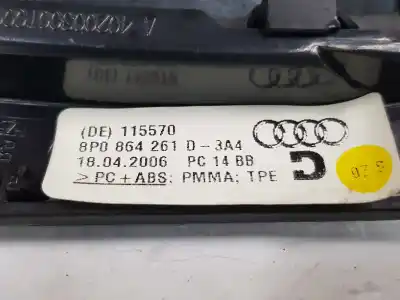 (DE) 115570
8P0 864 261 D-3A4
18.04.2006 PC 14 BB
>PC+ABS; PMMA; TPE